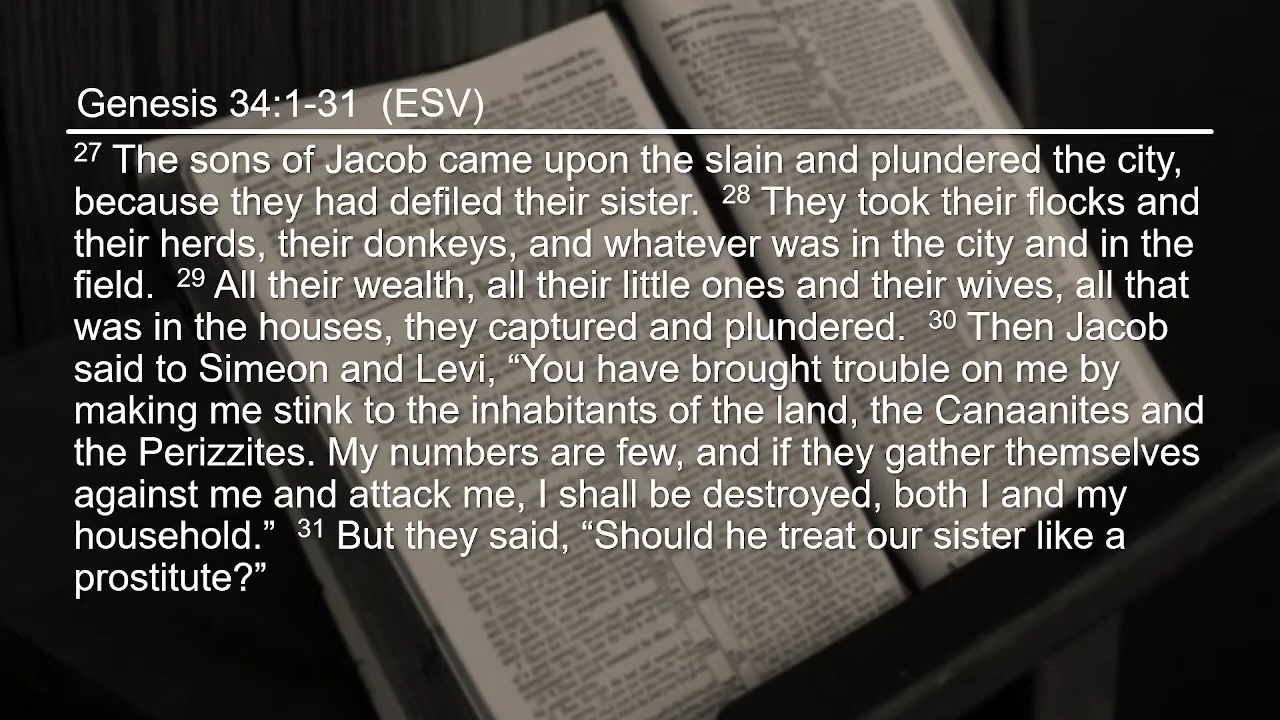 Genesis 34:1-31 (ESV)
27 The sons of Jacob came upon the slain and plundered the city,
because they had defiled their sister. 28 They took their flocks and
their herds, their donkeys, and whatever was in the city and in the
field. 29 All their wealth, all their little ones and their wives, all that
was in the houses, they captured and plundered. 30 Then Jacob
said to Simeon and Levi, “You have brought trouble on me by
making me stink to the inhabitants of the land, the Canaanites and
the Perizzites. My numbers are few, and if they gather themselves
against me and attack me, I shall be destroyed, both I and my
household.” 31 But they said, “Should he treat our sister like a
prostitute?”